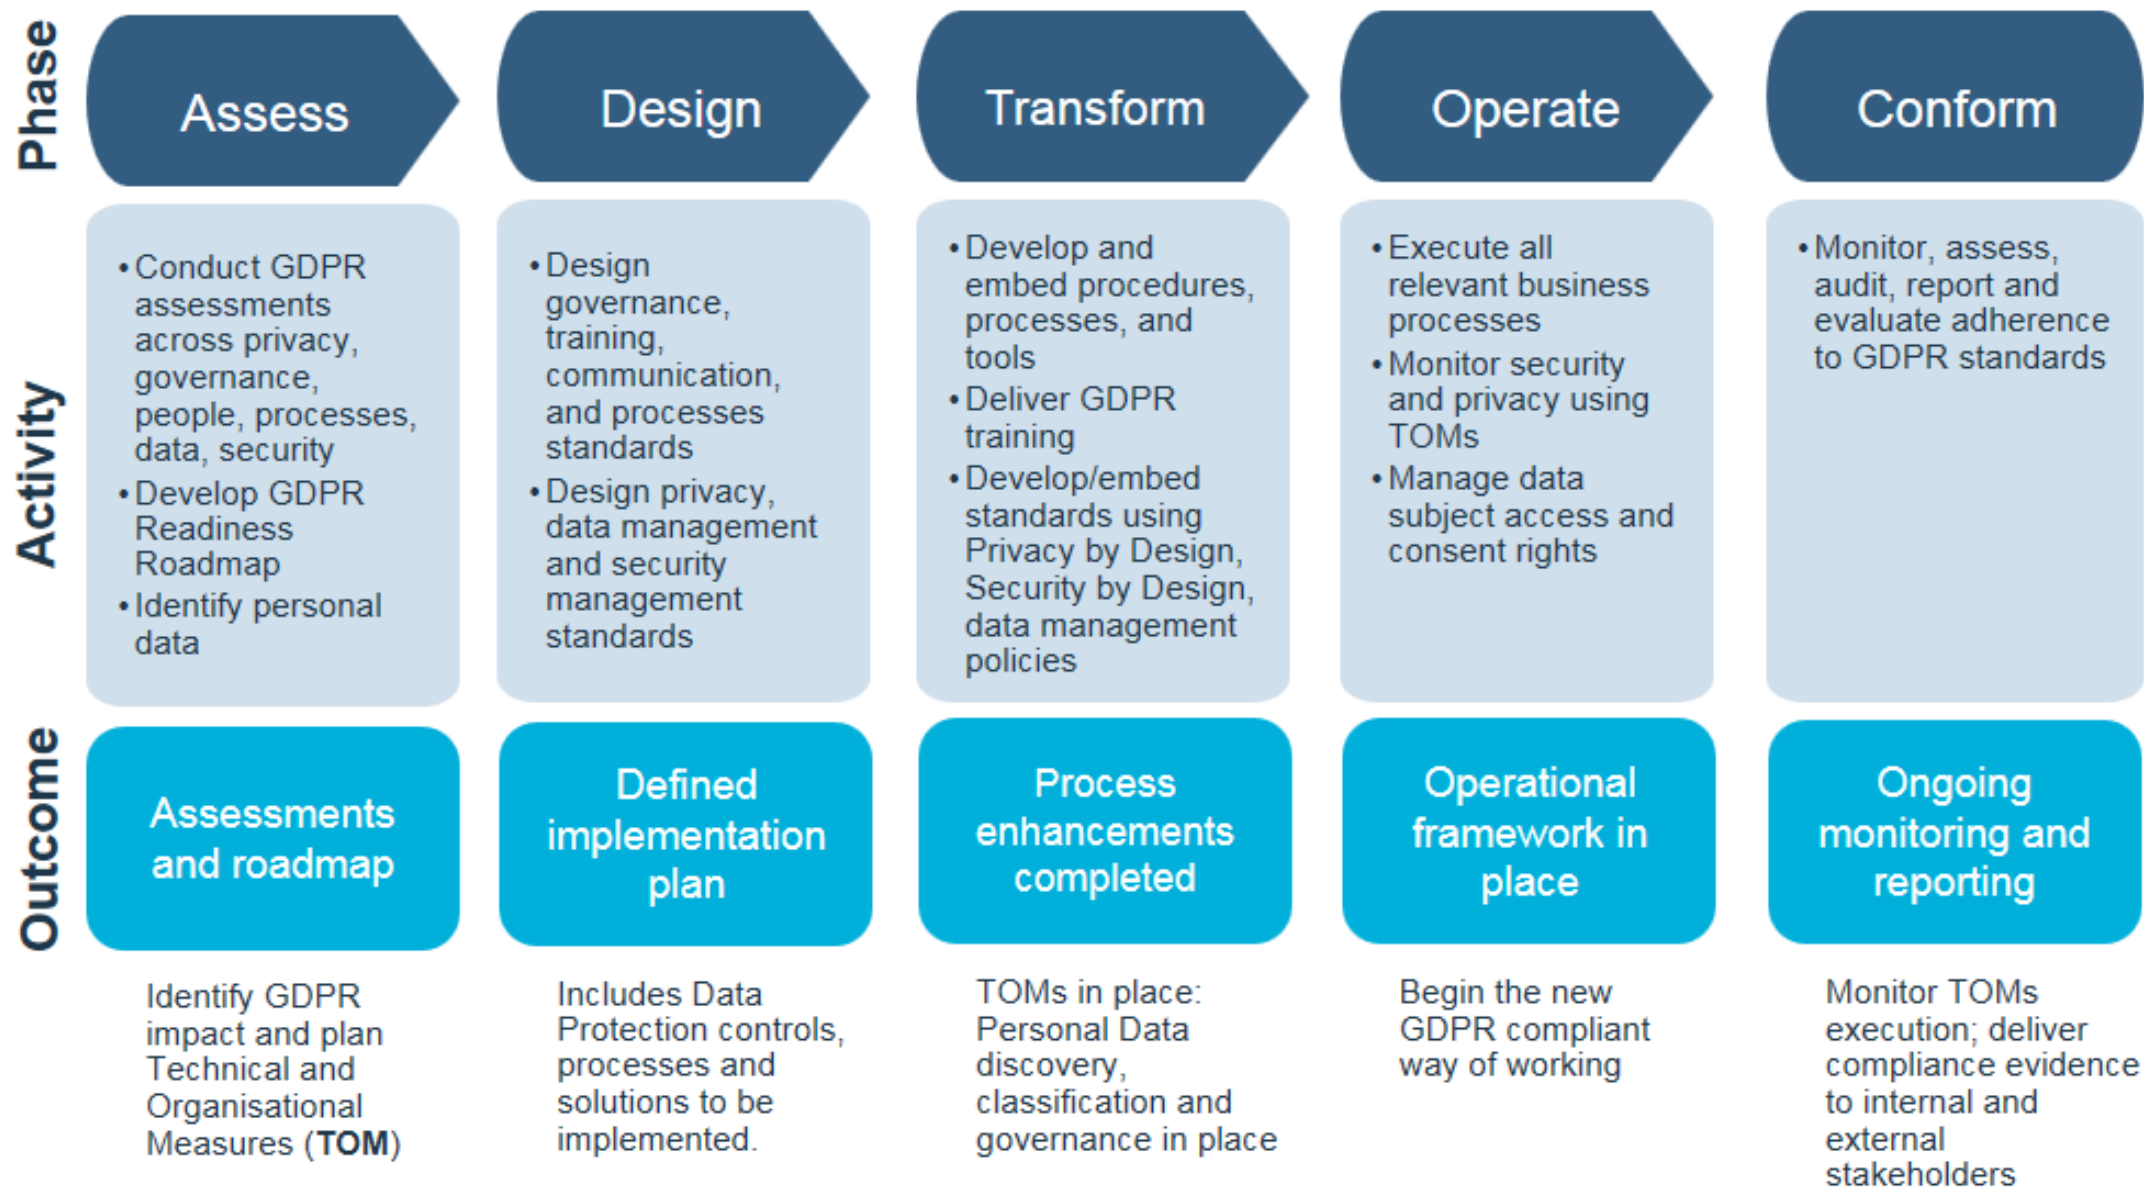 Phase
Assess
Design
Transform
Operate
Conform
Activity
• Conduct GDPR
assessments
across privacy,
governance,
people, processes,
data, security
• Develop GDPR
Readiness
Roadmap
• Identify personal
data
• Design
governance,
training,
communication,
and processes
standards
• Design privacy,
data management
and security
management
standards
• Develop and
embed procedures,
processes, and
tools
• Deliver GDPR
training
• Develop/embed
standards using
Privacy by Design,
Security by Design,
data management
policies
• Execute all
relevant business
processes
• Monitor security
and privacy using
TOMs
• Manage data
subject access and
consent rights
• Monitor, assess,
audit, report and
evaluate adherence
to GDPR standards
Outcome
Assessments
and roadmap
Defined
implementation
plan
Process
enhancements
completed
Operational
framework in
place
Ongoing
monitoring and
reporting
Identify GDPR
impact and plan
Technical and
Organisational
Measures (TOM)
Includes Data
Protection controls,
processes and
solutions to be
implemented.
TOMs in place:
Personal Data
discovery,
classification and
governance in place
Begin the new
GDPR compliant
way of working
Monitor TOMs
execution; deliver
compliance evidence
to internal and
external
stakeholders